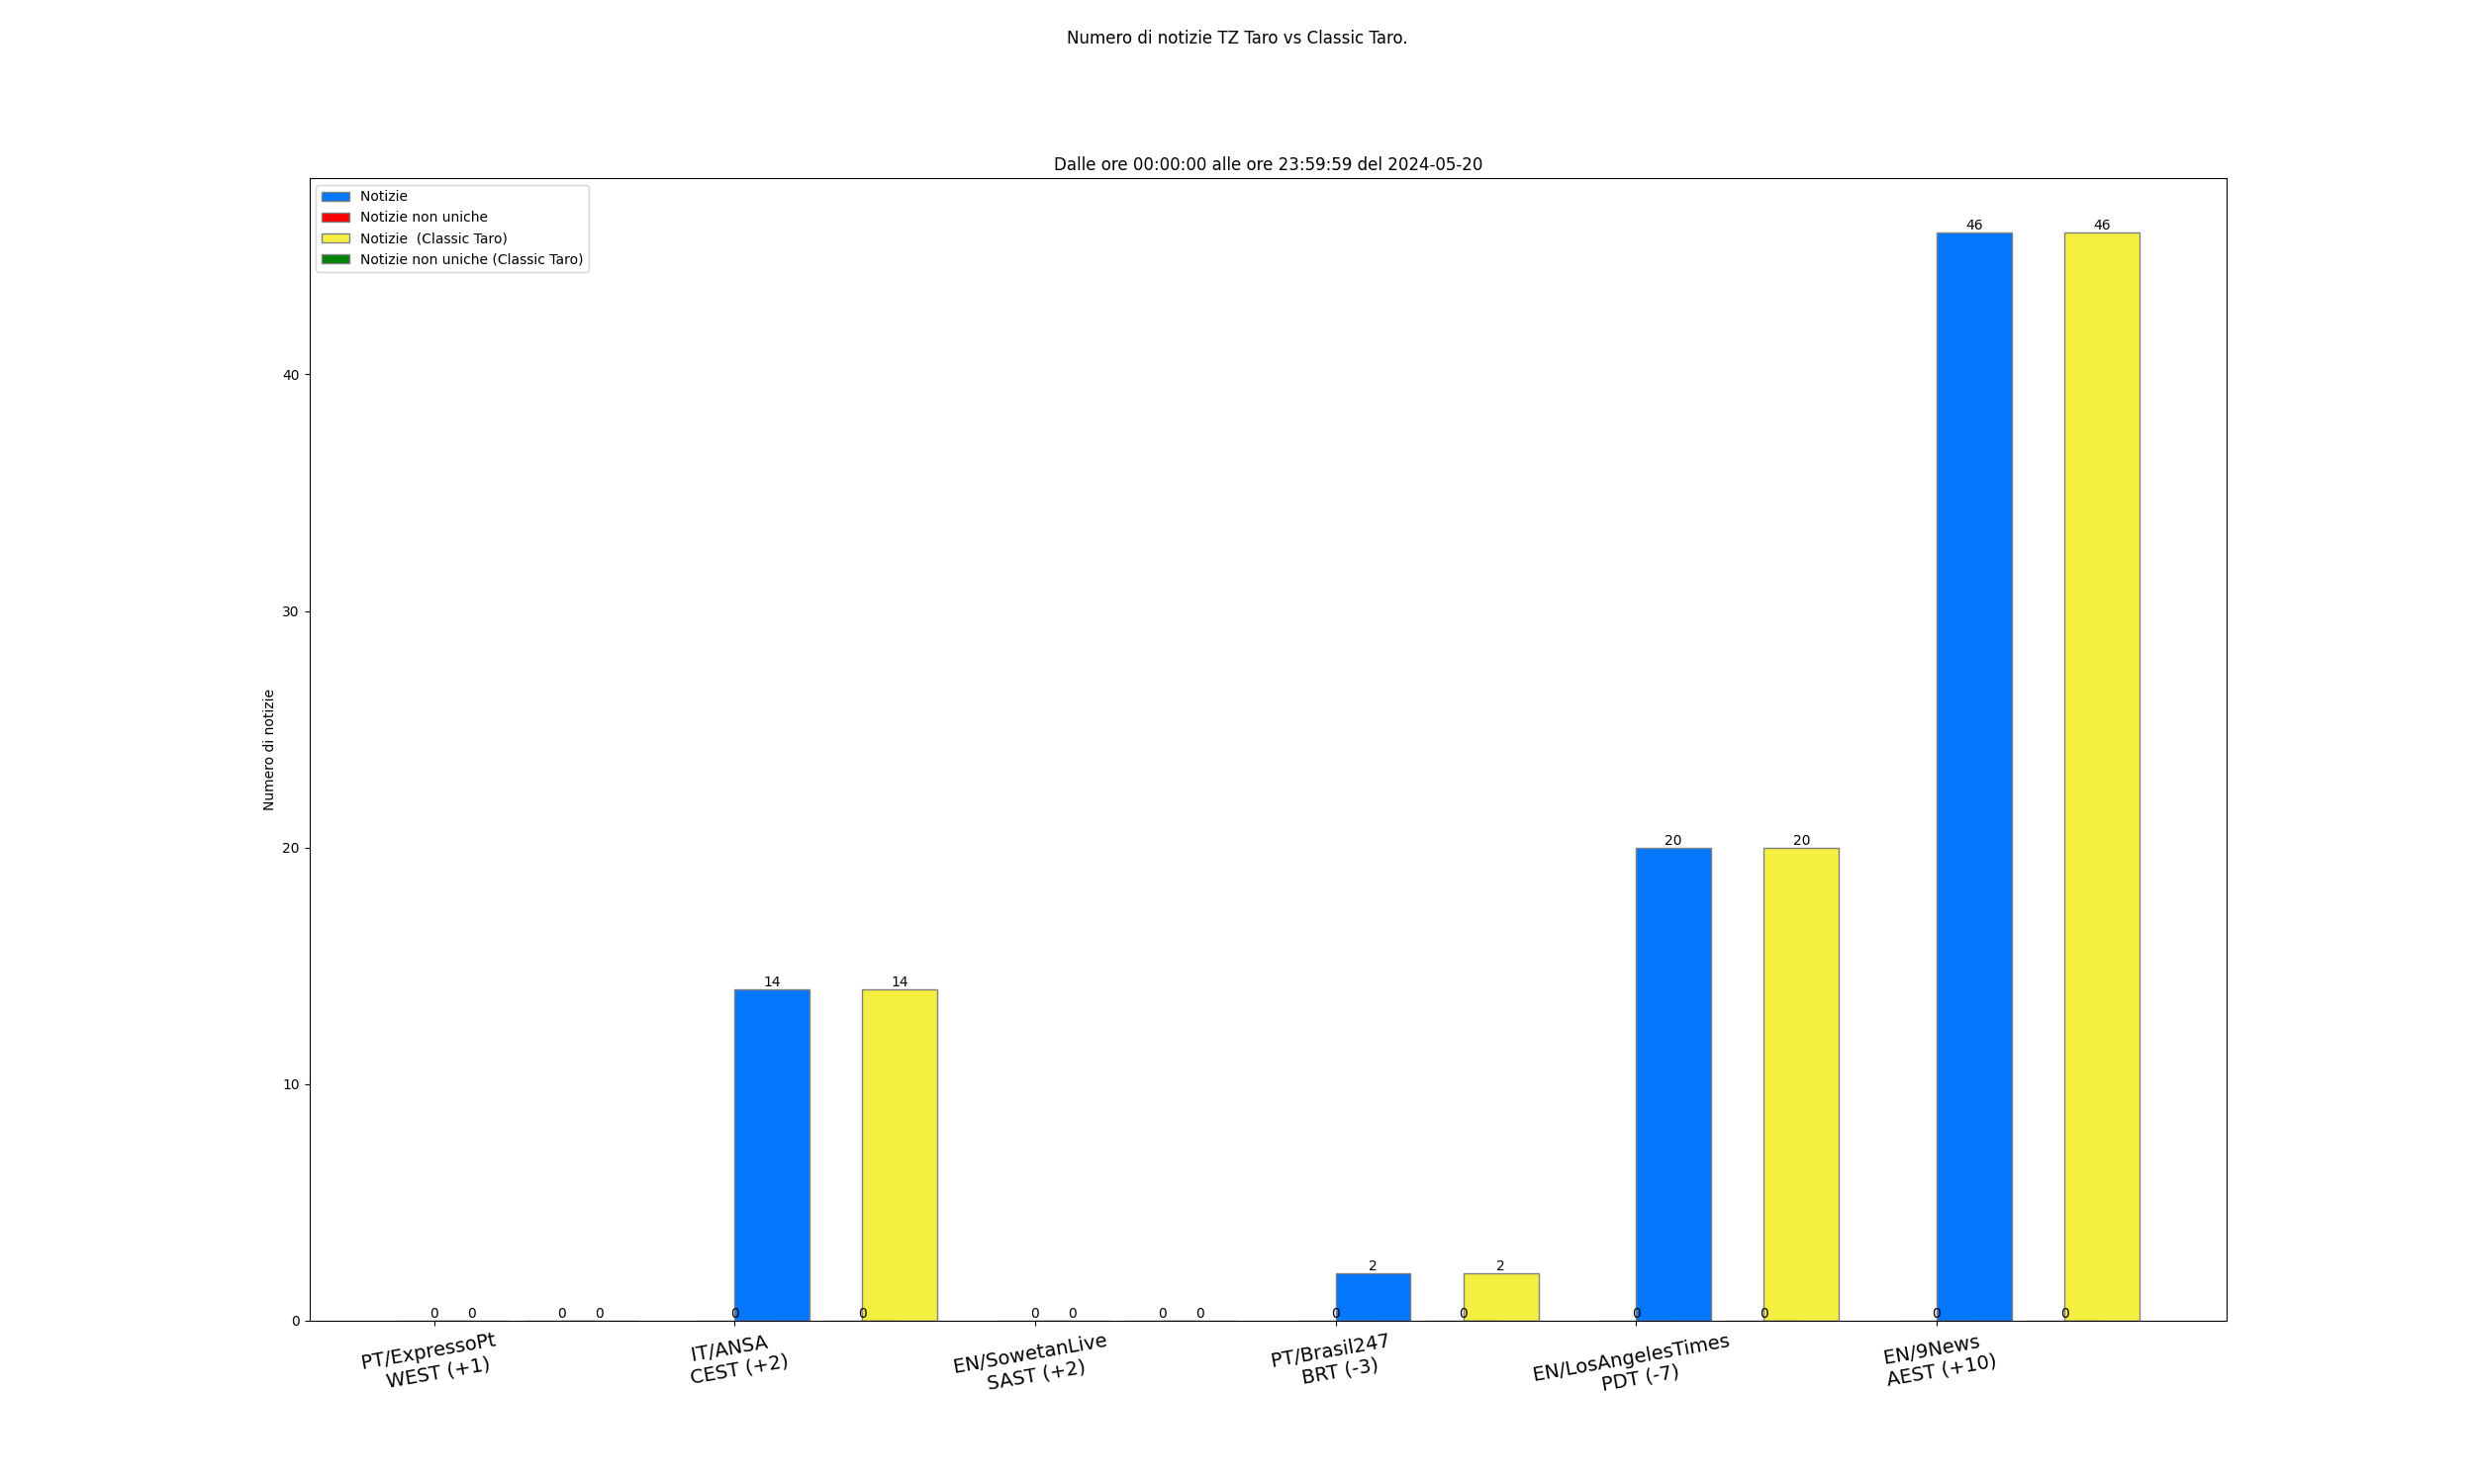 Numero di notizie TZ Taro vs Classic Taro.
Dalle ore 00:00:00 alle ore 23:59:59 del 2024-05-20
Notizie
Notizie non uniche
Notizie  (Classic Taro)
Notizie non uniche (Classic Taro)
46 46
40
30
Numero di notizie
20
20 20
14 14
10
2 2
0
0 0 0 0 0 0 0 0 0 0 0 0 0 0 0 0
PT/ExpressoPt
WEST (+1)
IT/ANSA
CEST (+2)
EN/SowetanLive
SAST (+2)
PT/Brasil247
BRT (-3)
EN/LosAngelesTimes
PDT (-7)
EN/9News
AEST (+10)